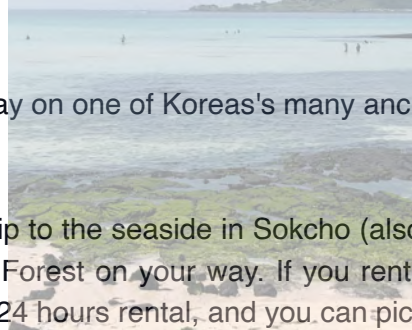 ay on one of Koreas's many anc
ip to the seaside in Sokcho (also
Forest on your way. If you rent
24 hours rental, and you can pic